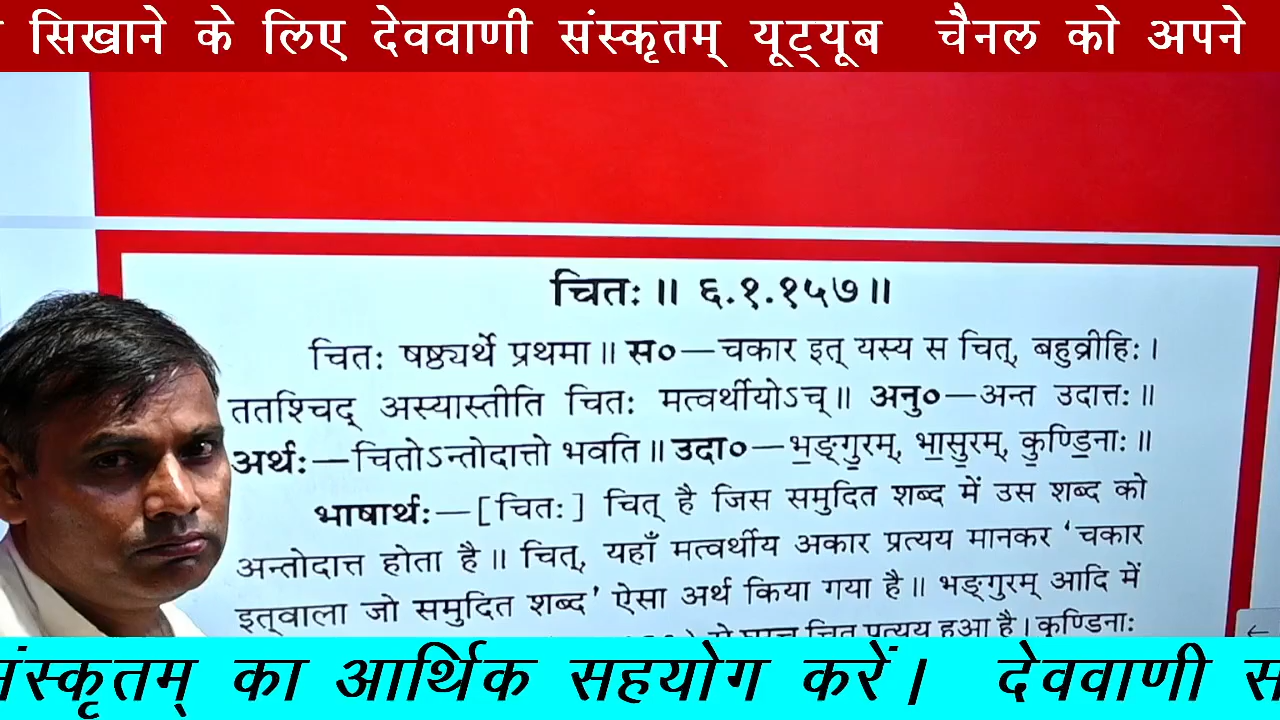 सिखाने के लिए देववाणी संस्कृतम् यूट्यूब चैनल को अपने
चितः॥ ६.१.१५७॥
चितः षष्ठ्यर्थे प्रथमा॥ स०—चकार इत् यस्य स चित्, बहुव्रीहिः।
ततश्चिद् अस्यास्तीति चितः मत्वर्थीयोऽच्॥ अनु०—अन्त उदात्तः॥
अर्थः—चितोऽन्तोदात्तो भवति॥ उदा०—भ॒ङ्गु॒रम्, भा॒सु॒रम्, कु॒ण्डि॒नाः॥
भाषार्थः—[चितः] चित् है जिस समुदित शब्द में उस शब्द को
अन्तोदात्त होता है॥ चित्, यहाँ मत्वर्थीय अकार प्रत्यय मानकर 'चकार
इत्वाला जो समुदित शब्द' ऐसा अर्थ किया गया है॥ भङ्गुरम् आदि में
चित् प्रत्यय हुआ है। कुण्डिनाः
संस्कृतम् का आर्थिक सहयोग करें। देववाणी